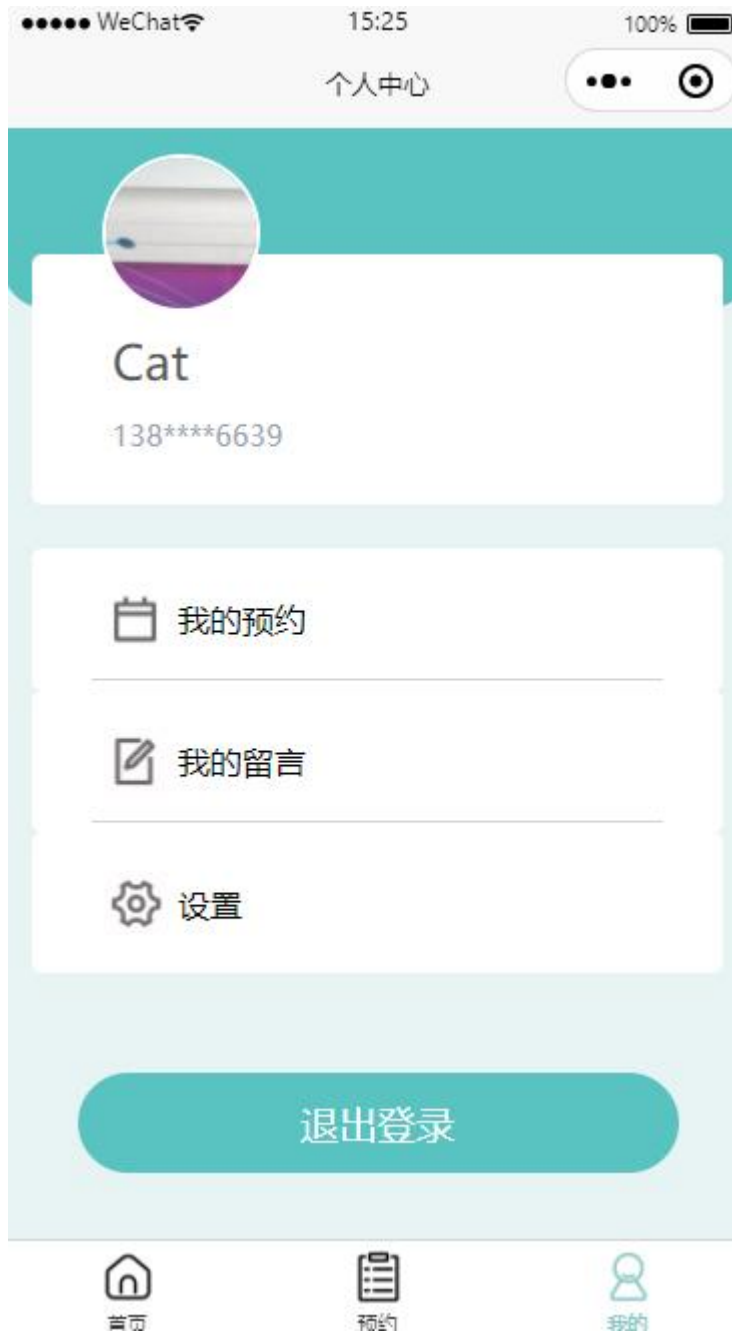 WeChat 15:25 100%
个人中心
Cat
138****6639
我的预约
我的留言
设置
退出登录
首页 预约 我的